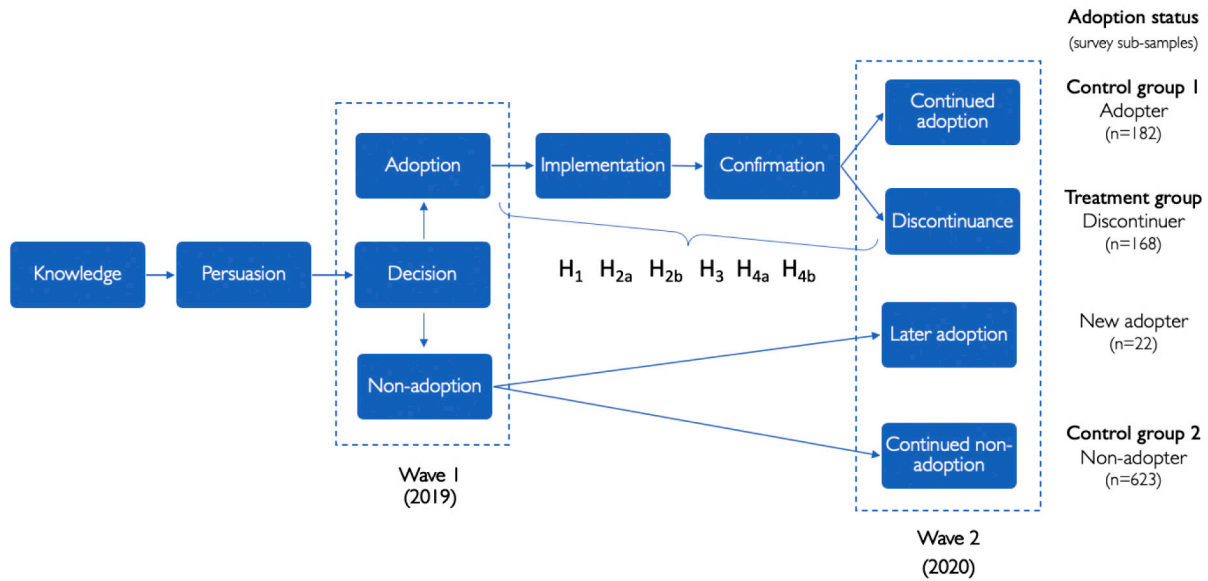 Adoption status
(survey sub-samples)
Control group 1
Adopter
(n=182)
Continued
adoption
Adoption
Implementation
Confirmation
Treatment group
Discontinuer
(n=168)
Discontinuance
Knowledge
Persuasion
Decision
H1 H2a H2b H3 H4a H4b
New adopter
(n=22)
Later adoption
Non-adoption
Control group 2
Non-adopter
(n=623)
Continued non-
adoption
Wave 1
(2019)
Wave 2
(2020)